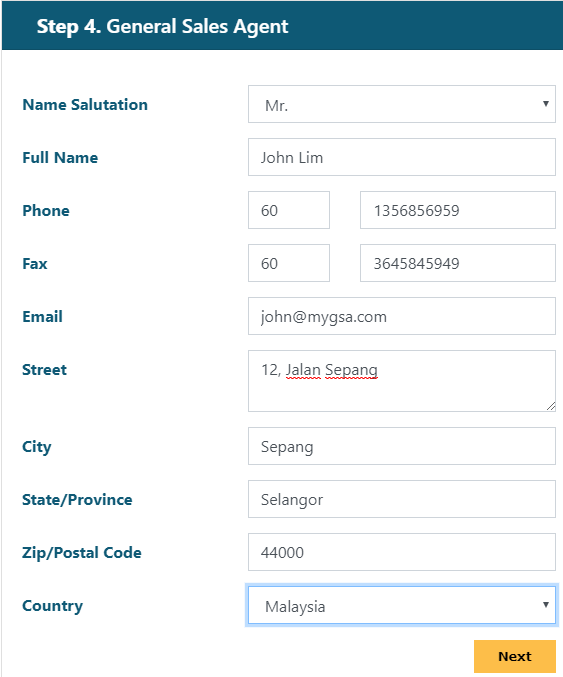 Step 4. General Sales Agent
Name Salutation Mr.
Full Name John Lim
Phone 60 1356856959
Fax 60 3645845949
Email john@mygsa.com
Street 12, Jalan Sepang
City Sepang
State/Province Selangor
Zip/Postal Code 44000
Country Malaysia
Next